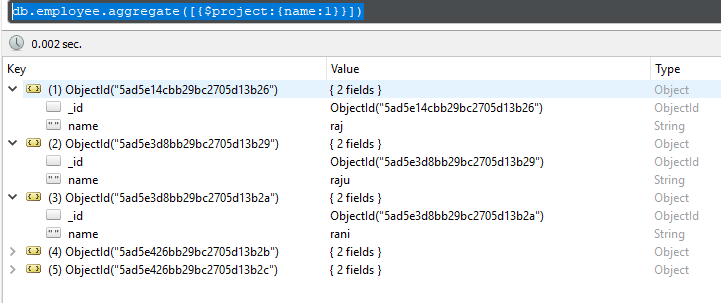 db.employee.aggregate([{$project:{name:1}}])
0.002 sec.
Key Value Type
(1) ObjectId("5ad5e14cbb29bc2705d13b26") { 2 fields } Object
_id ObjectId("5ad5e14cbb29bc2705d13b26") ObjectId
name raj String
(2) ObjectId("5ad5e3d8bb29bc2705d13b29") { 2 fields } Object
_id ObjectId("5ad5e3d8bb29bc2705d13b29") ObjectId
name raju String
(3) ObjectId("5ad5e3d8bb29bc2705d13b2a") { 2 fields } Object
_id ObjectId("5ad5e3d8bb29bc2705d13b2a") ObjectId
name rani String
(4) ObjectId("5ad5e426bb29bc2705d13b2b") { 2 fields } Object
(5) ObjectId("5ad5e426bb29bc2705d13b2c") { 2 fields } Object